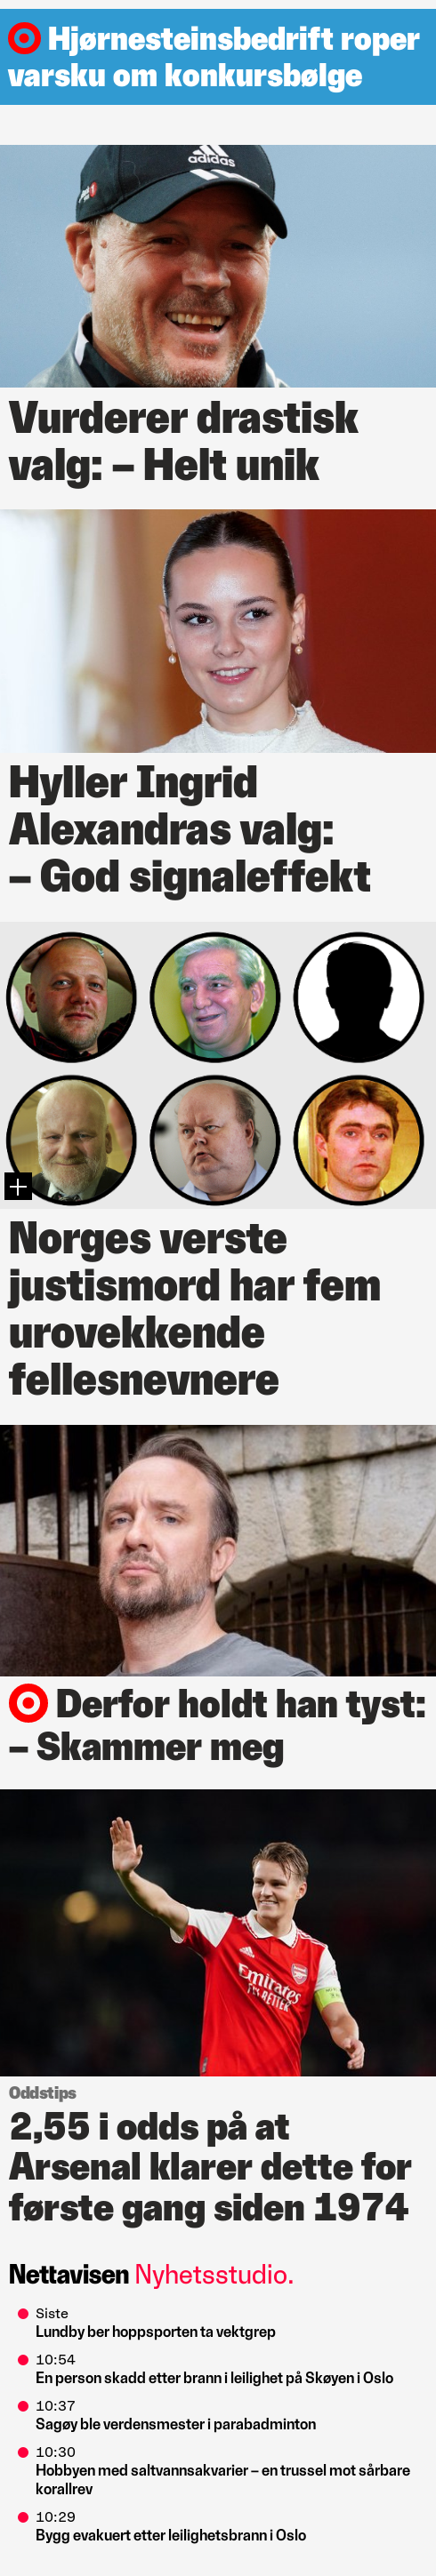 Hjørnesteinsbedrift roper
varsku om konkursbølge
adidas
Vurderer drastisk
valg: – Helt unik
Hyller Ingrid
Alexandras valg:
– God signaleffekt
Norges verste
justismord har fem
urovekkende
fellesnevnere
Derfor holdt han tyst:
– Skammer meg
Arsenal
Emirates
Oddstips
2,55 i odds på at
Arsenal klarer dette for
første gang siden 1974
Nettavisen Nyhetsstudio.
Siste
Lundby ber hoppsporten ta vektgrep
10:54
En person skadd etter brann i leilighet på Skøyen i Oslo
10:37
Sagøy ble verdensmester i parabadminton
10:30
Hobbyen med saltvannsakvarier – en trussel mot sårbare
korallrev
10:29
Bygg evakuert etter leilighetsbrann i Oslo